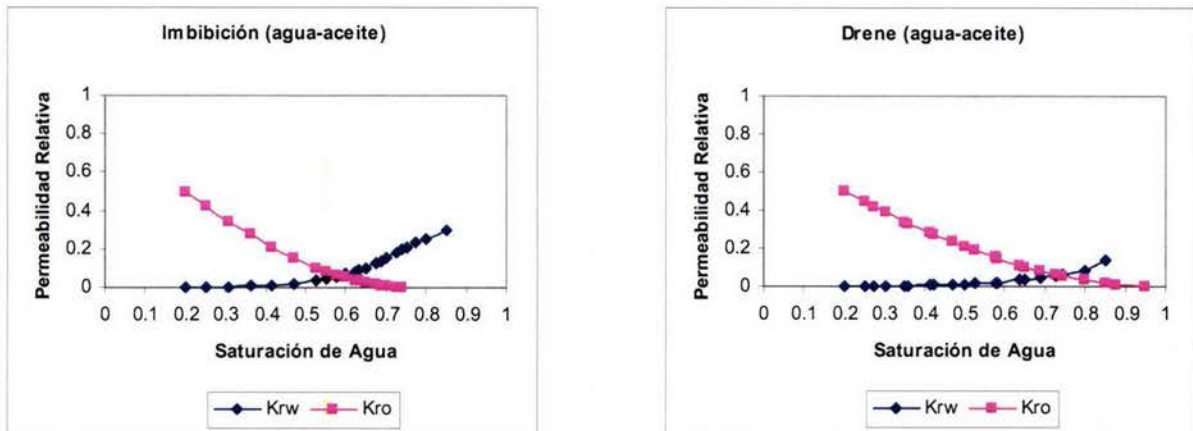 Imbibición (agua-aceite)
Permeabilidad Relativa
1
0.8
0.6
0.4
0.2
0
0 0.1 0.2 0.3 0.4 0.5 0.6 0.7 0.8 0.9 1
Saturación de Agua
Krw Kro
Drene (agua-aceite)
Permeabilidad Relativa
1
0.8
0.6
0.4
0.2
0
0 0.1 0.2 0.3 0.4 0.5 0.6 0.7 0.8 0.9 1
Saturación de Agua
Krw Kro